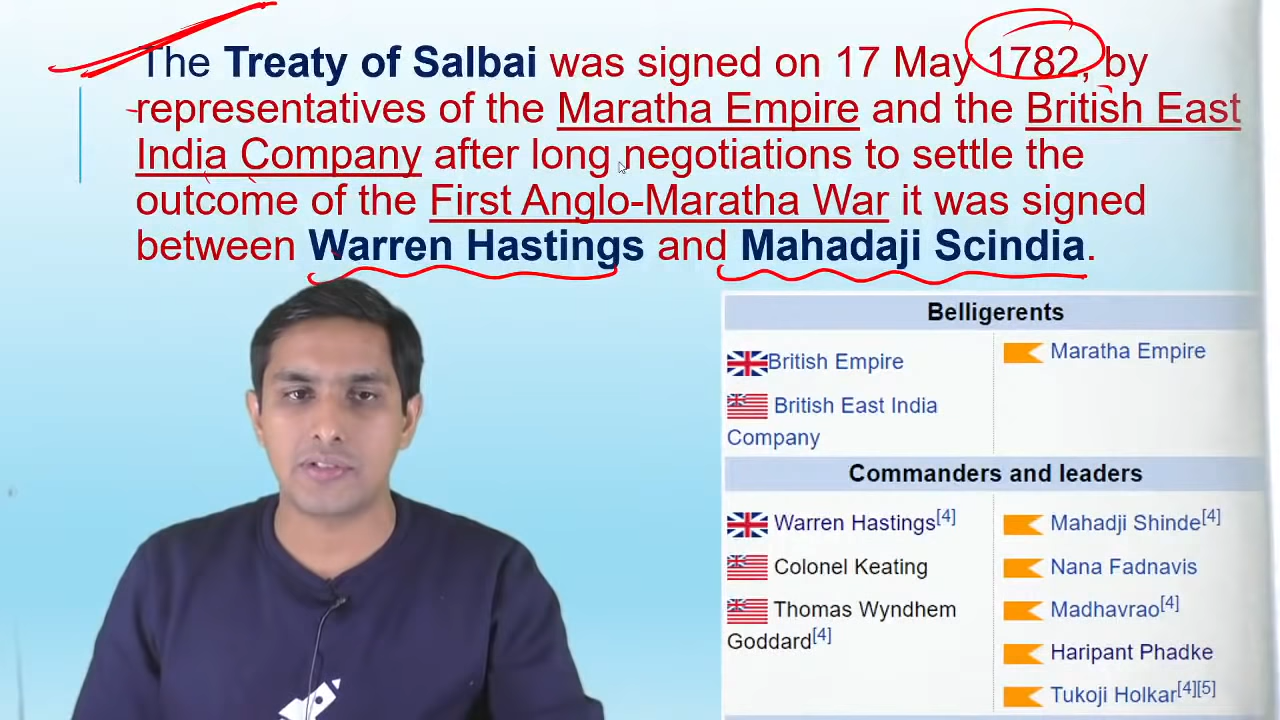 The Treaty of Salbai was signed on 17 May 1782, by
representatives of the Maratha Empire and the British East
India Company after long negotiations to settle the
outcome of the First Anglo-Maratha War it was signed
between Warren Hastings and Mahadaji Scindia.
Belligerents
British Empire
British East India
Company
Maratha Empire
Commanders and leaders
Warren Hastings[4]
Colonel Keating
Thomas Wyndhem
Goddard[4]
Mahadji Shinde[4]
Nana Fadnavis
Madhavrao[4]
Haripant Phadke
Tukoji Holkar[4][5]